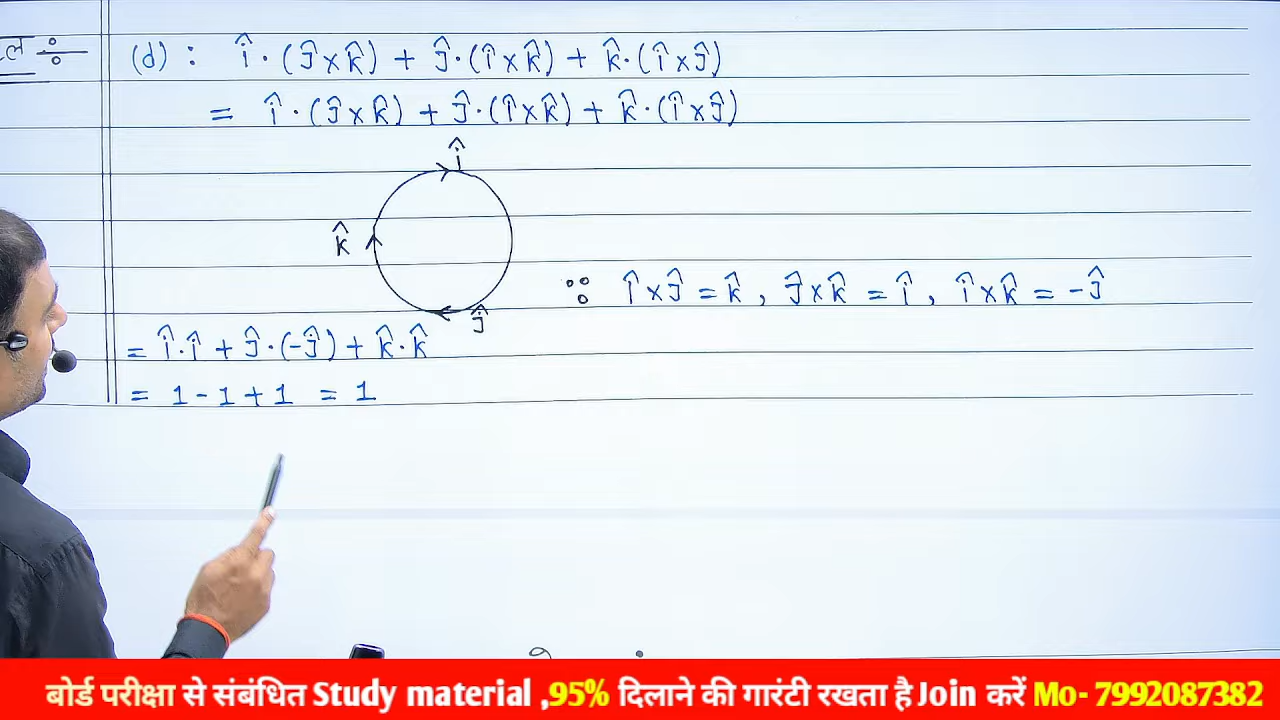 (d) : î · (ĵ×k̂) + ĵ·(î×k̂) + k̂·(î×ĵ)
= î · (ĵ×k̂) + ĵ·(î×k̂) + k̂·(î×ĵ)
î
k̂
∵ î×ĵ = k̂, ĵ×k̂ = î, î×k̂ = -ĵ
ĵ
= î.î + ĵ·(-ĵ) + k̂·k̂
= 1 - 1 + 1 = 1
बोर्ड परीक्षा से संबंधित Study material ,95% दिलाने की गारंटी रखता है Join करें Mo- 7992087382